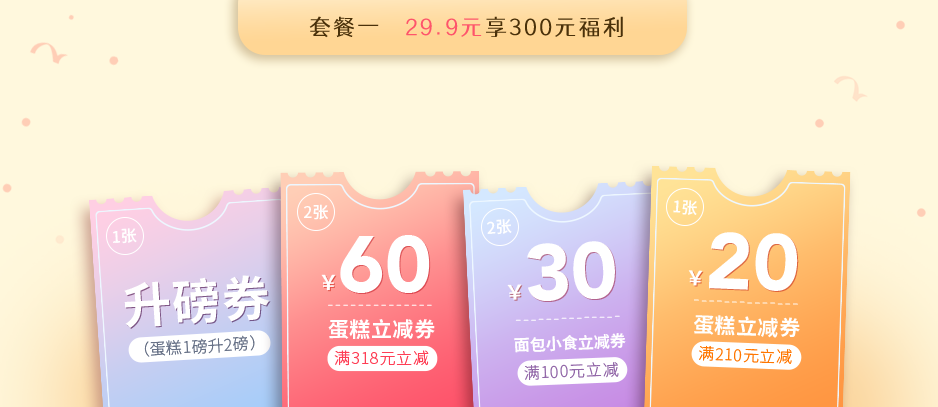 套餐一 29.9元享300元福利
1张
升磅券
（蛋糕1磅升2磅）
2张
¥60
蛋糕立减券
满318元立减
2张
¥30
面包小食立减券
满100元立减
1张
¥20
蛋糕立减券
满210元立减